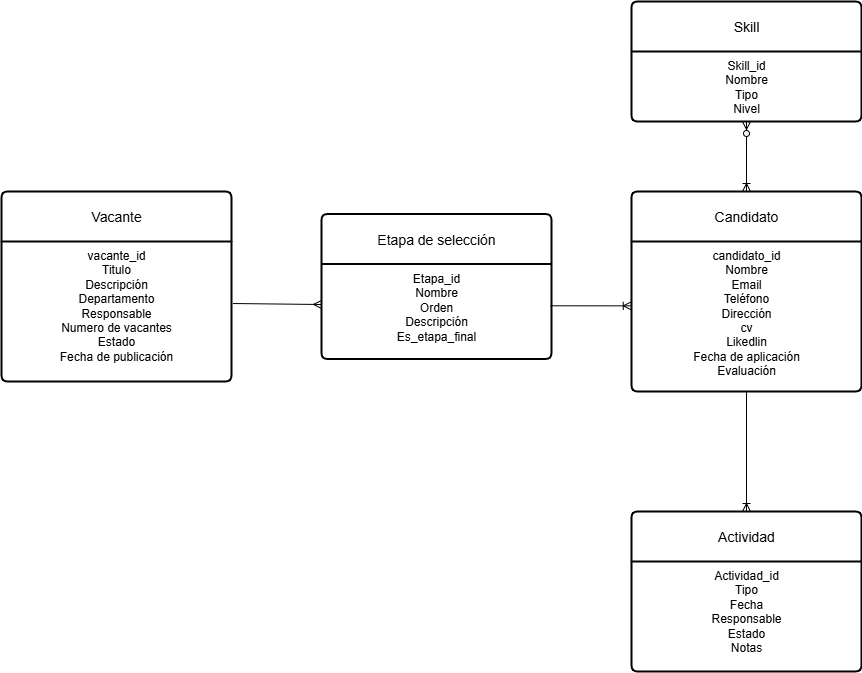 Skill
Skill_id
Nombre
Tipo
Nivel
Vacante
vacante_id
Titulo
Descripción
Departamento
Responsable
Numero de vacantes
Estado
Fecha de publicación
Etapa de selección
Etapa_id
Nombre
Orden
Descripción
Es_etapa_final
Candidato
candidato_id
Nombre
Email
Teléfono
Dirección
cv
Likedlin
Fecha de aplicación
Evaluación
Actividad
Actividad_id
Tipo
Fecha
Responsable
Estado
Notas